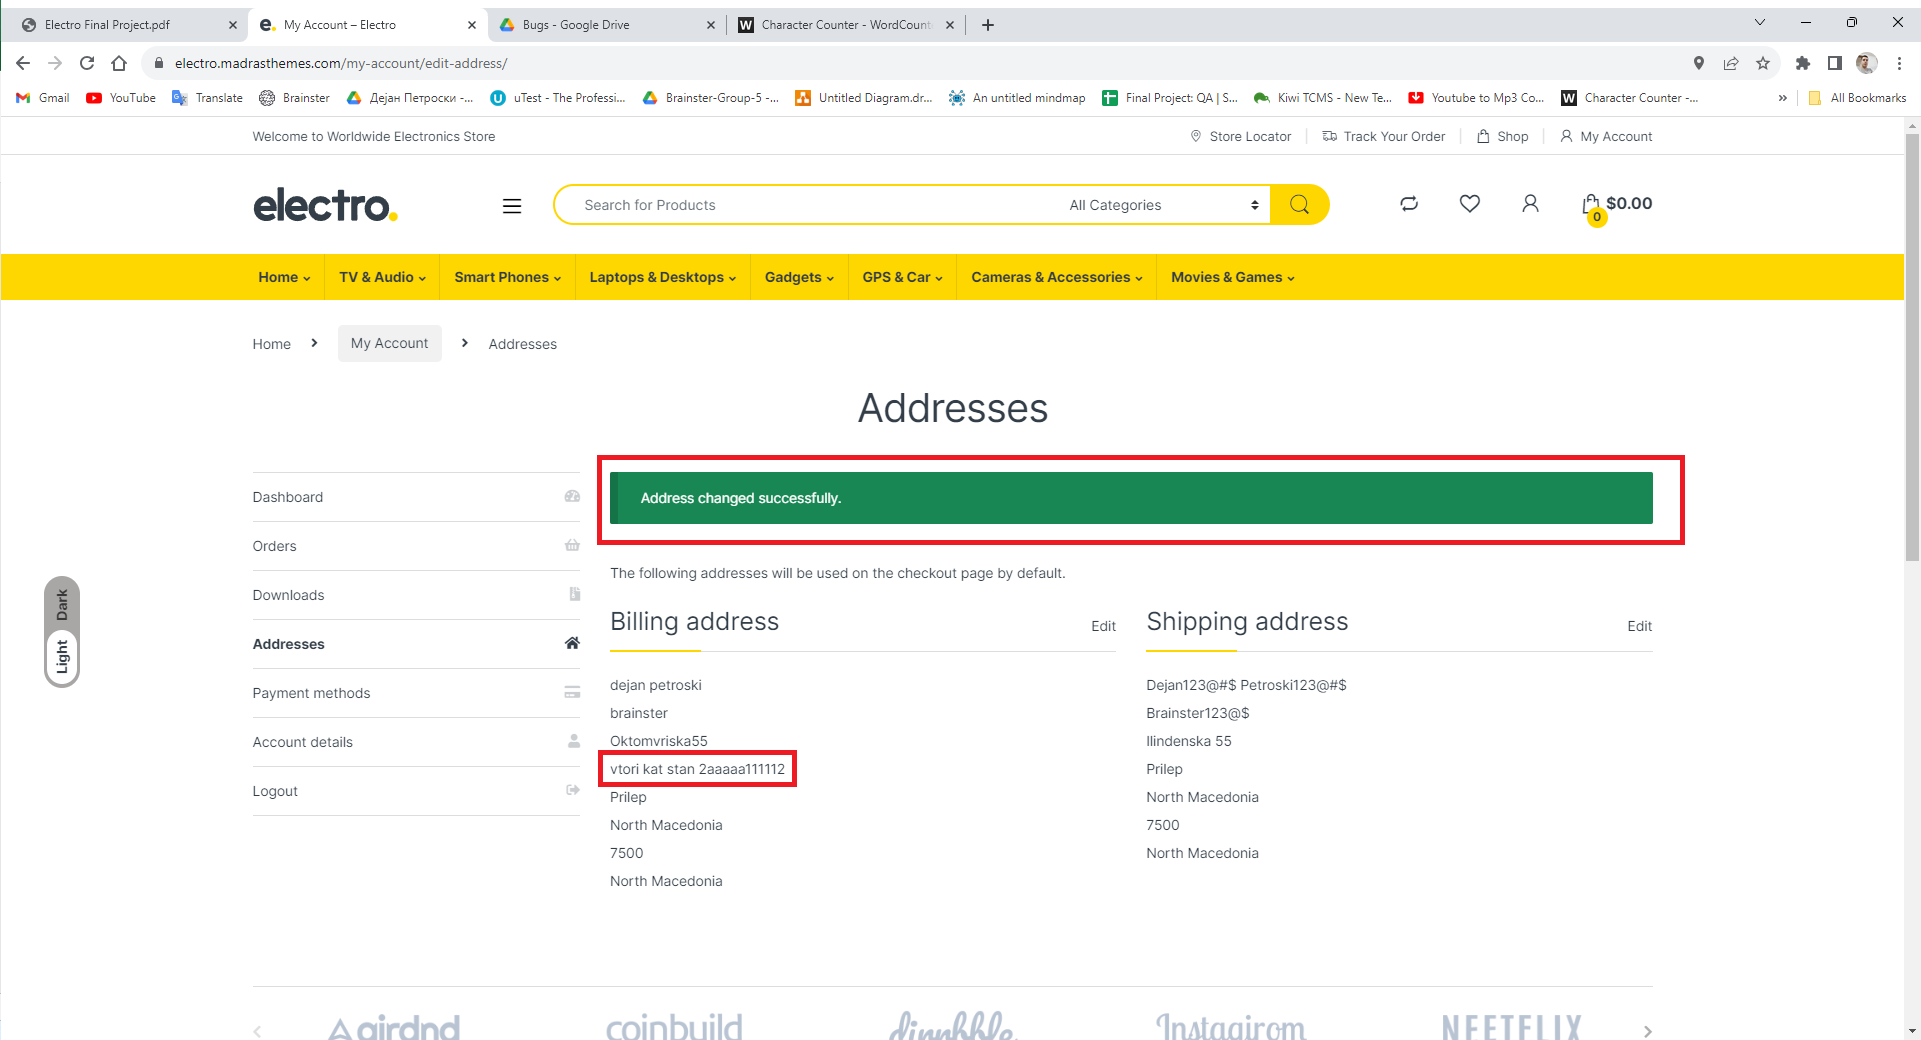 Electro Final Project.pdf
My Account – Electro
Bugs - Google Drive
Character Counter - WordCount
electro.madrasthemes.com/my-account/edit-address/
Gmail
YouTube
Translate
Brainster
Дејан Петроски -...
uTest - The Professi...
Brainster-Group-5 -...
Untitled Diagram.dr...
An untitled mindmap
Final Project: QA | S...
Kiwi TCMS - New Te...
Youtube to Mp3 Co...
Character Counter -...
»
All Bookmarks
Welcome to Worldwide Electronics Store
Store Locator
Track Your Order
Shop
My Account
electro.
Search for Products
All Categories
0
$0.00
Home
TV & Audio
Smart Phones
Laptops & Desktops
Gadgets
GPS & Car
Cameras & Accessories
Movies & Games
Home
My Account
Addresses
Addresses
Dashboard
Orders
Downloads
Addresses
Payment methods
Account details
Logout
Dark
Light
Address changed successfully.
The following addresses will be used on the checkout page by default.
Billing address
Edit
dejan petroski
brainster
Oktomvriska55
vtori kat stan 2aaaaa111112
Prilep
North Macedonia
7500
North Macedonia
Shipping address
Edit
Dejan123@#$ Petroski123@#$
Brainster123@$
Ilindenska 55
Prilep
North Macedonia
7500
North Macedonia
airdnd
coinbuild
dinnbbble
Instagirom
NEETFLIX